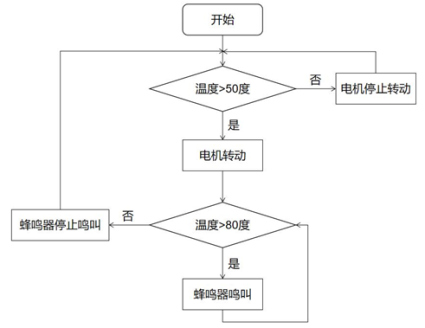 开始
温度>50度
否
电机停止转动
是
电机转动
温度>80度
否
蜂鸣器停止鸣叫
是
蜂鸣器鸣叫